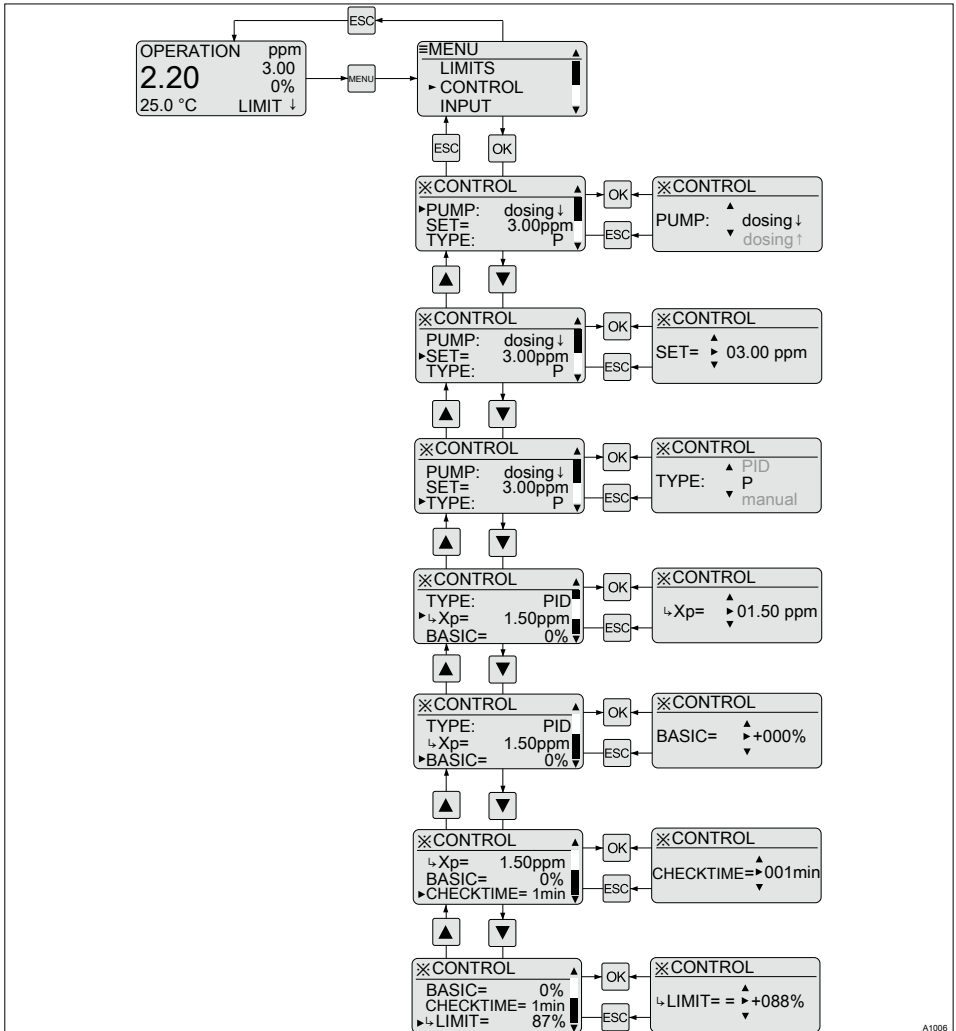 ESC
OPERATION ppm
2.20 3.00
0%
25.0 °C LIMIT ↓
MENU
≡MENU ▲
LIMITS
► CONTROL
INPUT ▼
ESC OK
※CONTROL ▲
►PUMP: dosing↓
SET= 3.00ppm
TYPE: P ▼
OK
ESC
※CONTROL
▲
PUMP: dosing↓
▼ dosing↑
▲ ▼
※CONTROL ▲
PUMP: dosing↓
►SET= 3.00ppm
TYPE: P ▼
OK
ESC
※CONTROL
▲
SET= ► 03.00 ppm
▼
▲ ▼
※CONTROL ▲
PUMP: dosing↓
SET= 3.00ppm
►TYPE: P ▼
OK
ESC
※CONTROL
▲ PID
TYPE: P
▼ manual
▲ ▼
※CONTROL ▲
TYPE: PID
►↳Xp= 1.50ppm
BASIC= 0% ▼
OK
ESC
※CONTROL
▲
↳Xp= ►01.50 ppm
▼
▲ ▼
※CONTROL ▲
TYPE: PID
↳Xp= 1.50ppm
►BASIC= 0% ▼
OK
ESC
※CONTROL
▲
BASIC= ►+000%
▼
▲ ▼
※CONTROL ▲
↳Xp= 1.50ppm
BASIC= 0%
►CHECKTIME= 1min ▼
OK
ESC
※CONTROL
▲
CHECKTIME=►001min
▼
▲ ▼
※CONTROL ▲
BASIC= 0%
CHECKTIME= 1min
►↳LIMIT= 87% ▼
OK
ESC
※CONTROL
▲
↳LIMIT= = ►+088%
▼
A1006